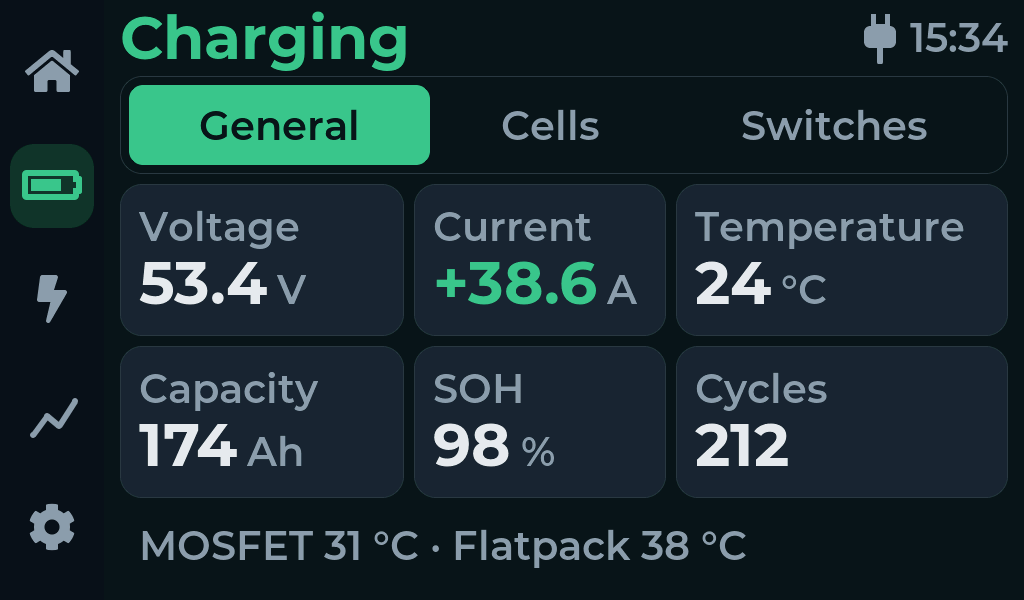 Charging
15:34
General Cells Switches
Voltage Current Temperature
53.4 V +38.6 A 24 °C
Capacity SOH Cycles
174 Ah 98 % 212
MOSFET 31 °C · Flatpack 38 °C